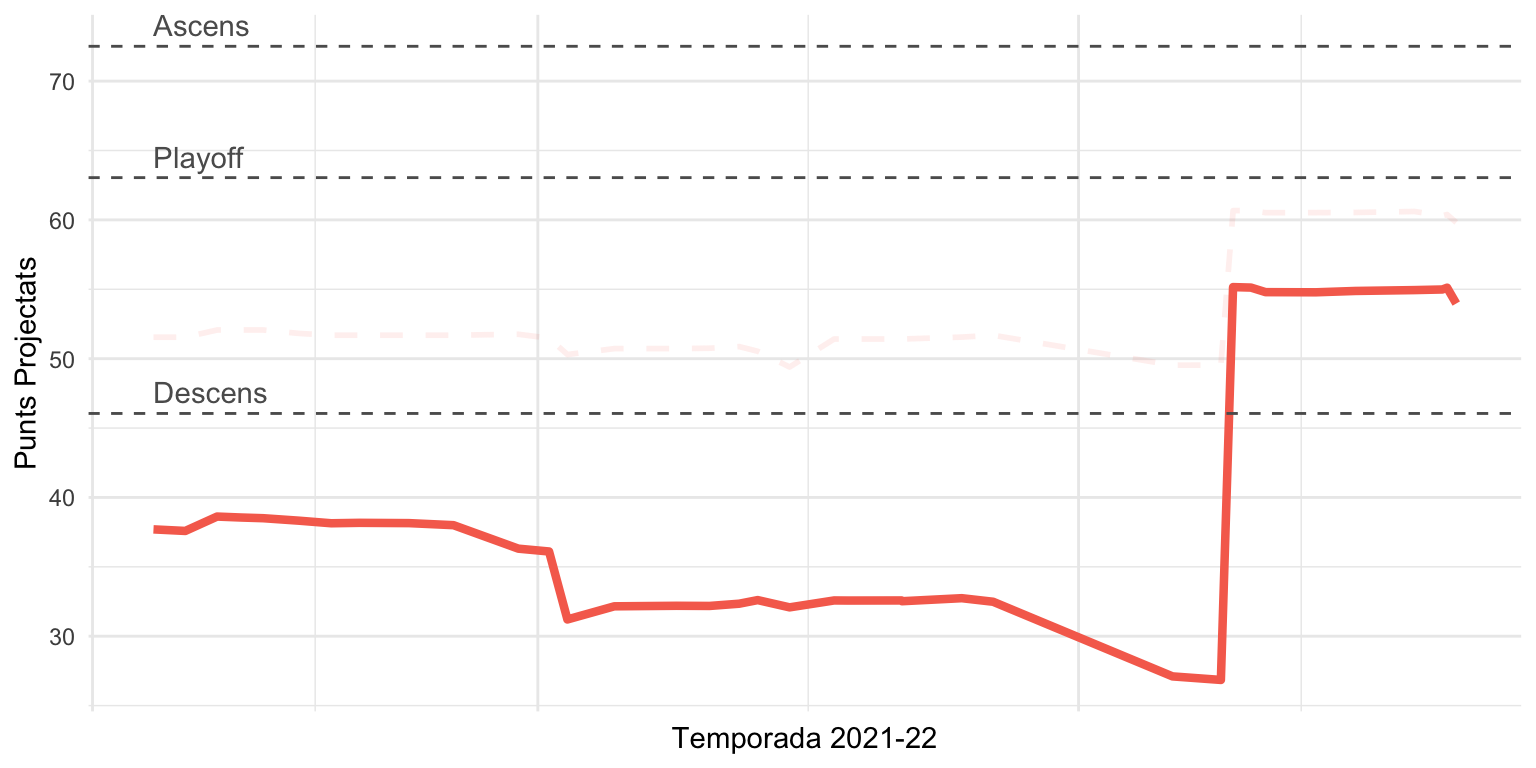 Ascens
70
Playoff
60
50
Descens
40
30
Punts Projectats
Temporada 2021-22